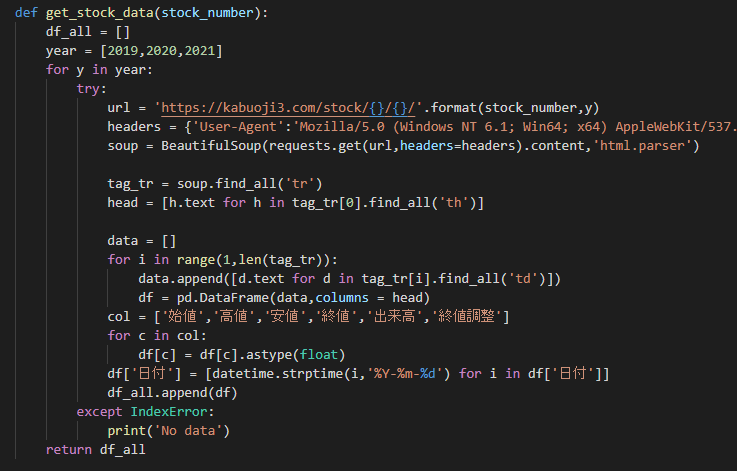 def get_stock_data(stock_number):
    df_all = []
    year = [2019,2020,2021]
    for y in year:
        try:
            url = 'https://kabuoji3.com/stock/{}/{}/'.format(stock_number,y)
            headers = {'User-Agent':'Mozilla/5.0 (Windows NT 6.1; Win64; x64) AppleWebKit/537.
            soup = BeautifulSoup(requests.get(url,headers=headers).content,'html.parser')
            tag_tr = soup.find_all('tr')
            head = [h.text for h in tag_tr[0].find_all('th')]
            data = []
            for i in range(1,len(tag_tr)):
                data.append([d.text for d in tag_tr[i].find_all('td')])
                df = pd.DataFrame(data,columns = head)
            col = ['始値','高値','安値','終値','出来高','終値調整']
            for c in col:
                df[c] = df[c].astype(float)
            df['日付'] = [datetime.strptime(i,'%Y-%m-%d') for i in df['日付']]
            df_all.append(df)
        except IndexError:
            print('No data')
    return df_all